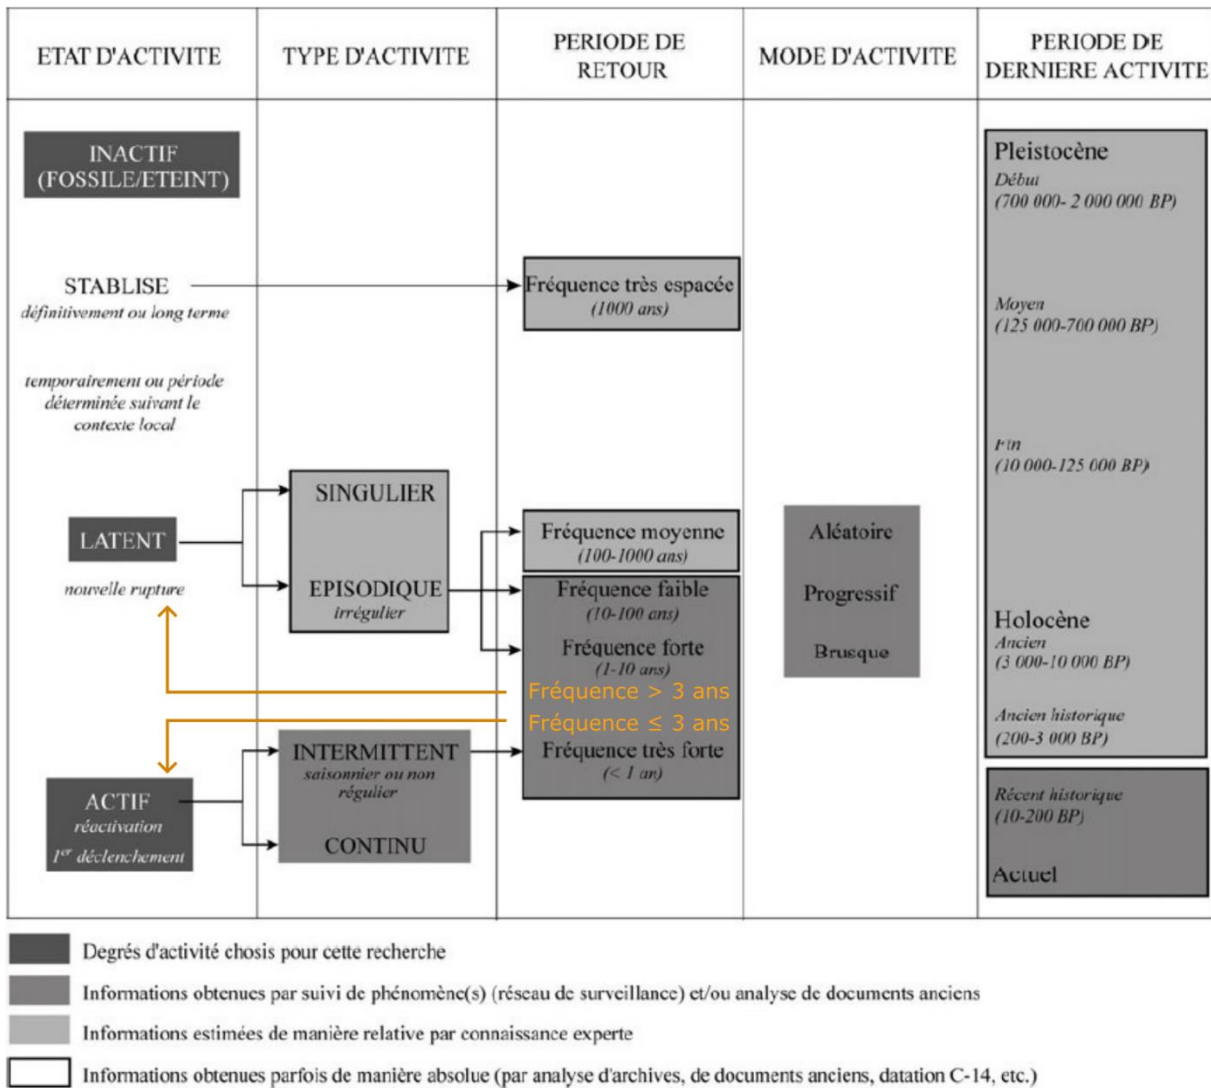 ETAT D'ACTIVITE
TYPE D'ACTIVITE
PERIODE DE
RETOUR
MODE D'ACTIVITE
PERIODE DE
DERNIERE ACTIVITE
INACTIF
(FOSSILE/ETEINT)
STABLISE
définitivement ou long terme
temporairement ou période
déterminée suivant le
contexte local
LATENT
nouvelle rupture
ACTIF
réactivation
1er déclenchement
SINGULIER
EPISODIQUE
irrégulier
INTERMITTENT
saisonnier ou non
régulier
CONTINU
Fréquence très espacée
(1000 ans)
Fréquence moyenne
(100-1000 ans)
Fréquence faible
(10-100 ans)
Fréquence forte
(1-10 ans)
Fréquence > 3 ans
Fréquence ≤ 3 ans
Fréquence très forte
(< 1 an)
Aléatoire
Progressif
Brusque
Pleistocène
Début
(700 000- 2 000 000 BP)
Moyen
(125 000-700 000 BP)
Fin
(10 000-125 000 BP)
Holocène
Ancien
(3 000-10 000 BP)
Ancien historique
(200-3 000 BP)
Récent historique
(10-200 BP)
Actuel
Degrés d'activité chosis pour cette recherche
Informations obtenues par suivi de phénomène(s) (réseau de surveillance) et/ou analyse de documents anciens
Informations estimées de manière relative par connaissance experte
Informations obtenues parfois de manière absolue (par analyse d'archives, de documents anciens, datation C-14, etc.)